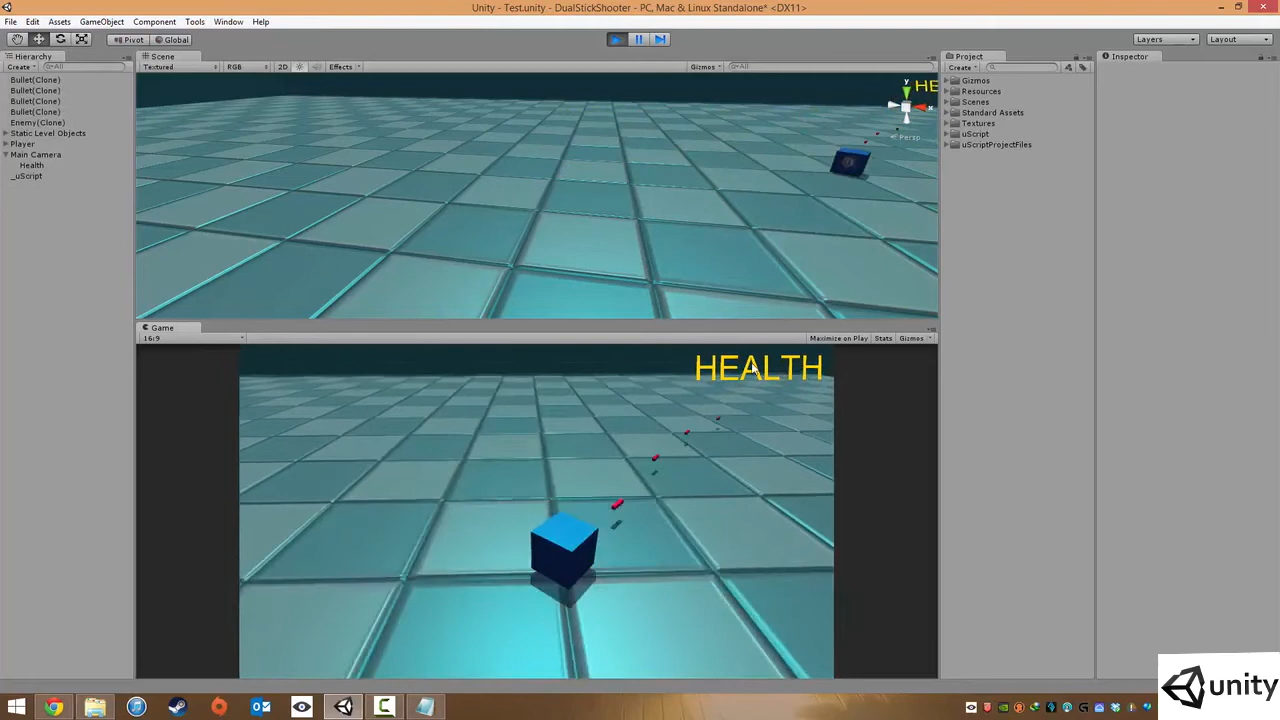 Unity - Test.unity - DualStickShooter - PC, Mac & Linux Standalone* <DX11>
File Edit Assets GameObject Component Tools Window Help
Pivot Global Layers Layout
Hierarchy
Create All
Bullet(Clone)
Bullet(Clone)
Bullet(Clone)
Bullet(Clone)
Enemy(Clone)
Static Level Objects
Player
Main Camera
Health
_uScript
Scene
Textured RGB 2D Effects Gizmos All
HE
y
x
Persp
Game
16:9 Maximize on Play Stats Gizmos
HEALTH
Project
Create
Gizmos
Resources
Scenes
Standard Assets
Textures
uScript
uScriptProjectFiles
Inspector
unity